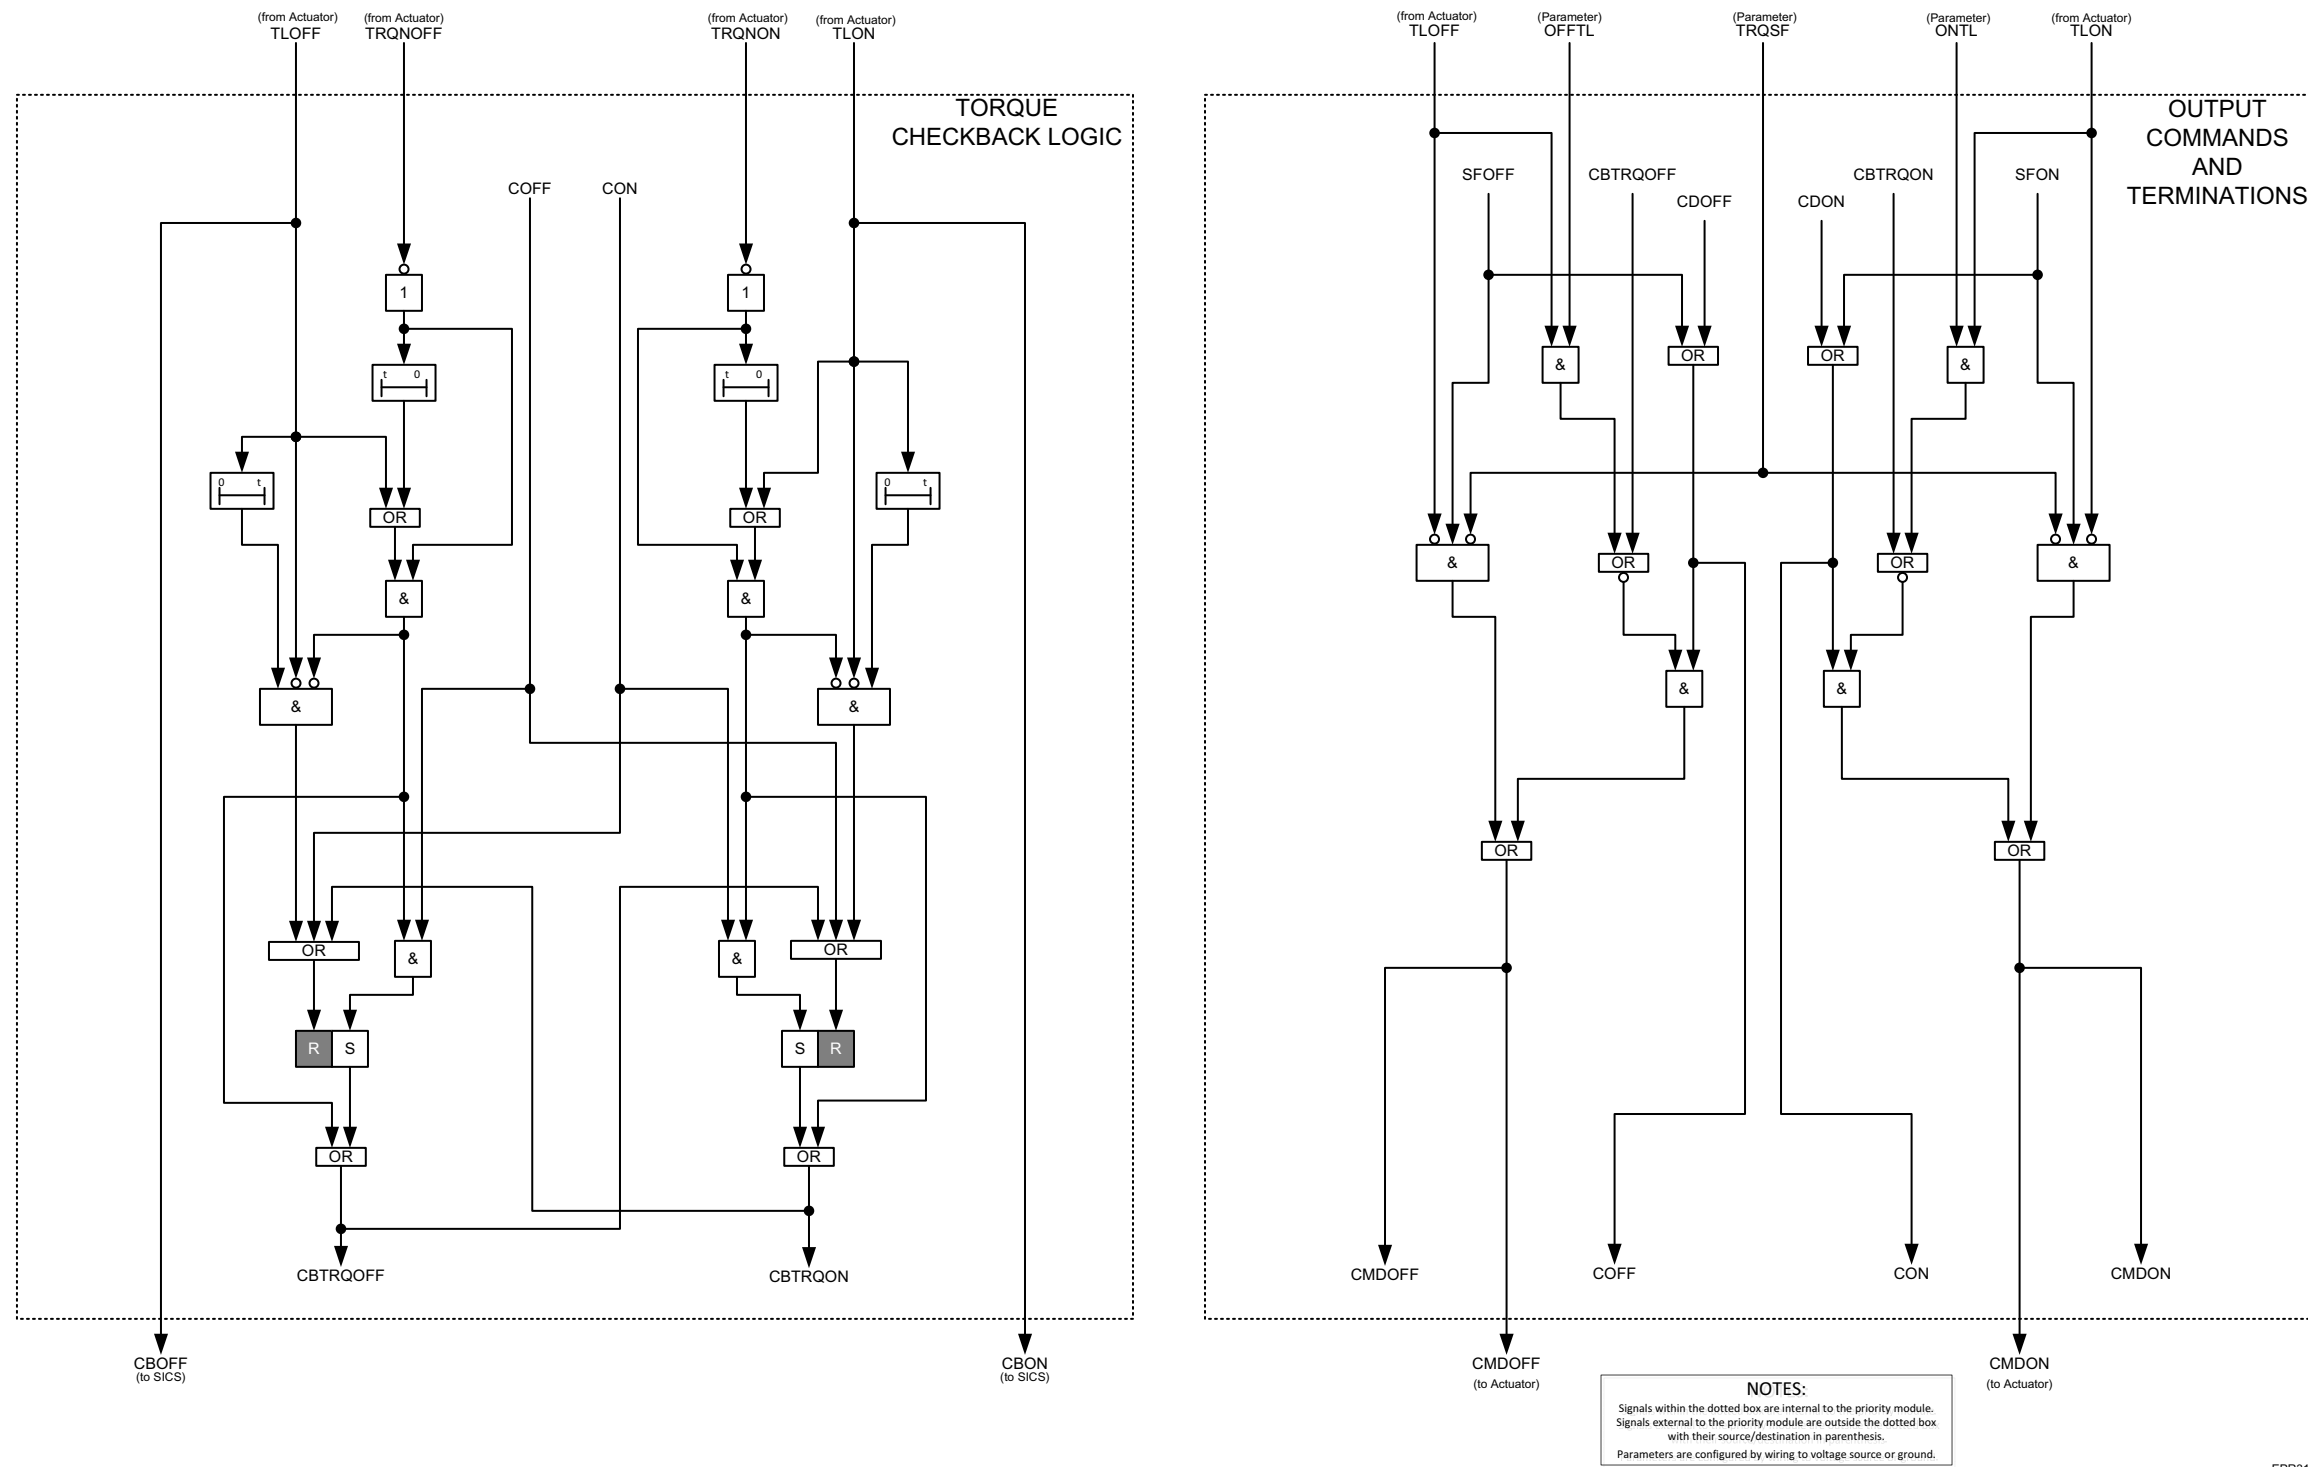 (from Actuator)
TLOFF
(from Actuator)
TRQNOFF
(from Actuator)
TRQNON
(from Actuator)
TLON
TORQUE
CHECKBACK LOGIC
COFF
CON
1
1
t 0
t 0
0 t
0 t
OR
OR
&
&
&
&
OR
&
&
OR
R
S
S
R
OR
OR
CBTRQOFF
CBTRQON
CBOFF
(to SICS)
CBON
(to SICS)
(from Actuator)
TLOFF
(Parameter)
OFFTL
(Parameter)
TRQSF
(Parameter)
ONTL
(from Actuator)
TLON
OUTPUT
COMMANDS
AND
TERMINATIONS
SFOFF
CBTRQOFF
CDOFF
CDON
CBTRQON
SFON
&
OR
OR
&
&
OR
OR
&
&
&
OR
OR
CMDOFF
COFF
CON
CMDON
CMDOFF
(to Actuator)
CMDON
(to Actuator)
NOTES:
Signals within the dotted box are internal to the priority module.
Signals external to the priority module are outside the dotted box
with their source/destination in parenthesis.
Parameters are configured by wiring to voltage source or ground.